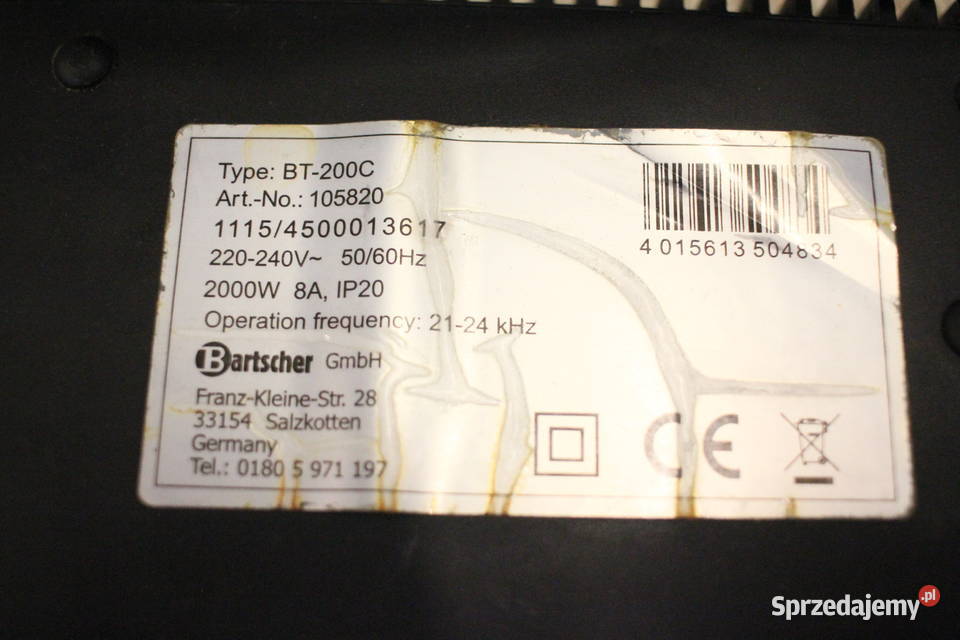 Type: BT-200C
Art.-No.: 105820
1115/4500013617
220-240V~ 50/60Hz
2000W 8A, IP20
Operation frequency: 21-24 kHz
Bartscher GmbH
Franz-Kleine-Str. 28
33154 Salzkotten
Germany
Tel.: 0180 5 971 197
4 015613 504834
CE
Sprzedajemy.pl